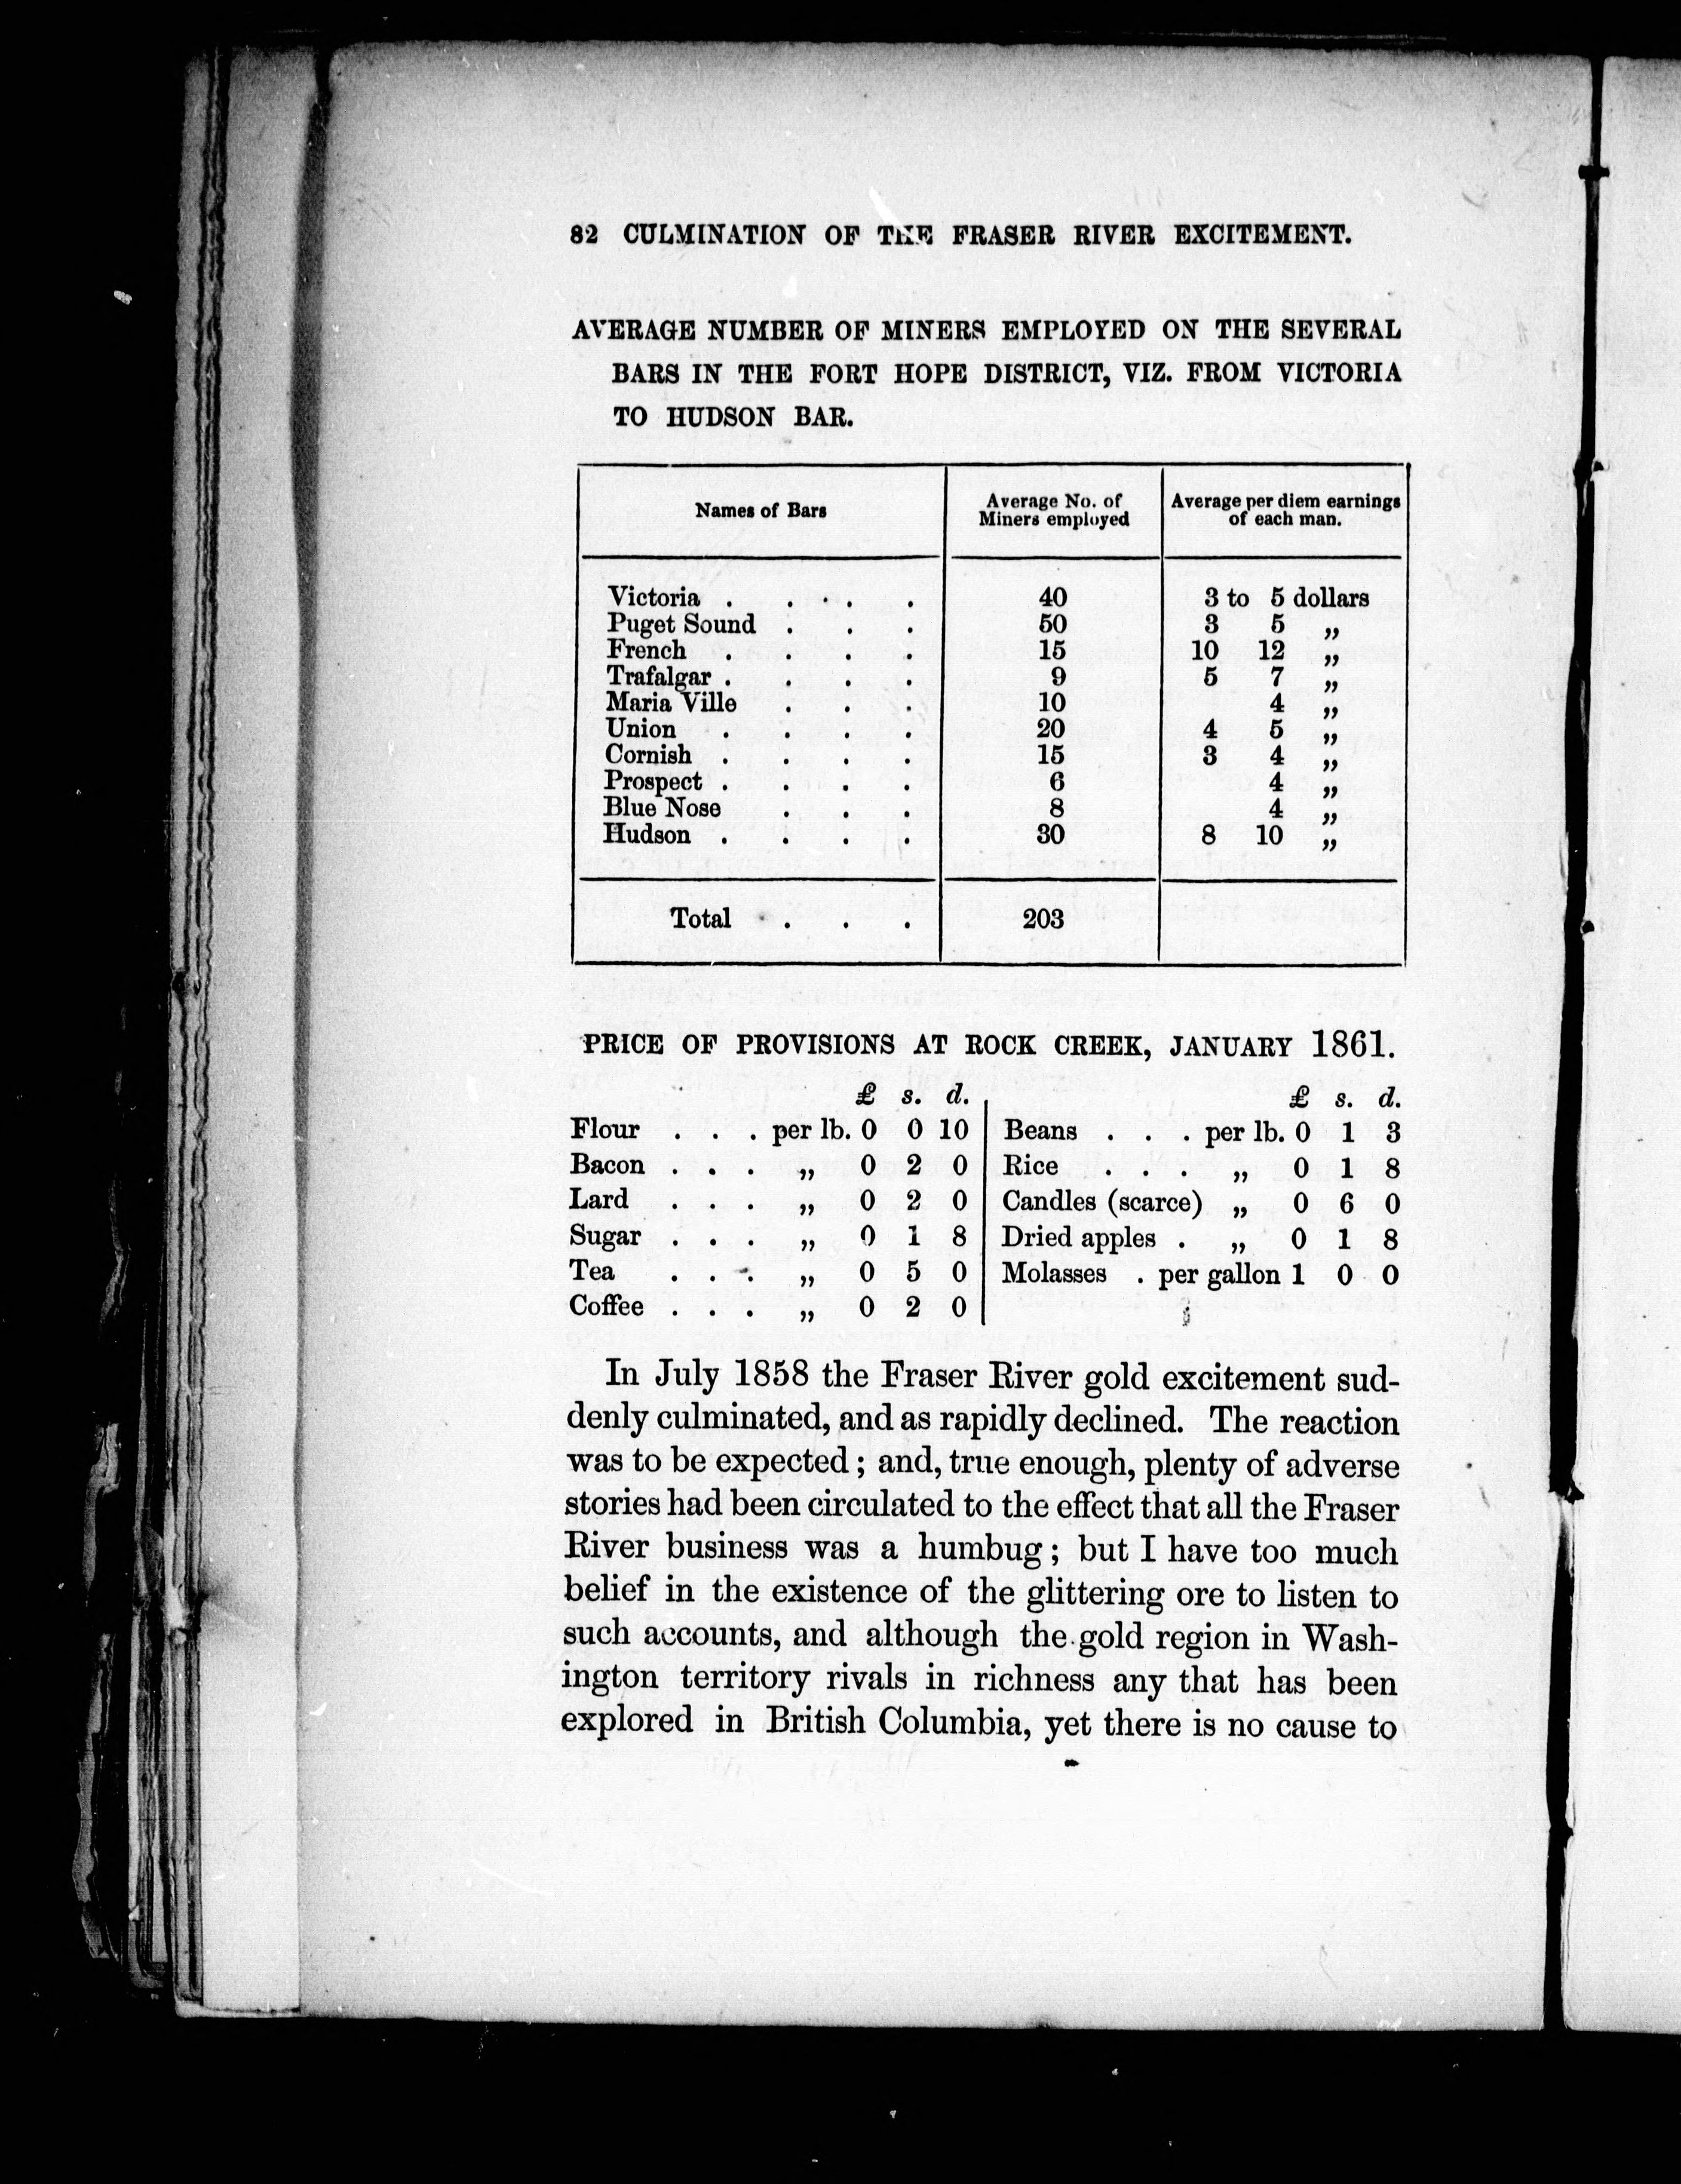 82 CULMINATION OF THE FRASER RIVER EXCITEMENT.
AVERAGE NUMBER OF MINERS EMPLOYED ON THE SEVERAL
BARS IN THE FORT HOPE DISTRICT, VIZ. FROM VICTORIA
TO HUDSON BAR.
Names of Bars | Average No. of Miners employed | Average per diem earnings of each man.
Victoria . . . . 40 3 to 5 dollars
Puget Sound . . . 50 3 5 „
French . . . . 15 10 12 „
Trafalgar . . . . 9 5 7 „
Maria Ville . . . 10 4 „
Union . . . . 20 4 5 „
Cornish . . . . 15 3 4 „
Prospect . . . . 6 4 „
Blue Nose . . . 8 4 „
Hudson . . . . 30 8 10 „
Total . . . . 203
PRICE OF PROVISIONS AT ROCK CREEK, JANUARY 1861.
£ s. d.
Flour . . . per lb. 0 0 10
Bacon . . . „ 0 2 0
Lard . . . „ 0 2 0
Sugar . . . „ 0 1 8
Tea . . . „ 0 5 0
Coffee . . . „ 0 2 0
£ s. d.
Beans . . . per lb. 0 1 3
Rice . . . „ 0 1 8
Candles (scarce) „ 0 6 0
Dried apples . „ 0 1 8
Molasses . per gallon 1 0 0
In July 1858 the Fraser River gold excitement sud-
denly culminated, and as rapidly declined. The reaction
was to be expected; and, true enough, plenty of adverse
stories had been circulated to the effect that all the Fraser
River business was a humbug; but I have too much
belief in the existence of the glittering ore to listen to
such accounts, and although the gold region in Wash-
ington territory rivals in richness any that has been
explored in British Columbia, yet there is no cause to